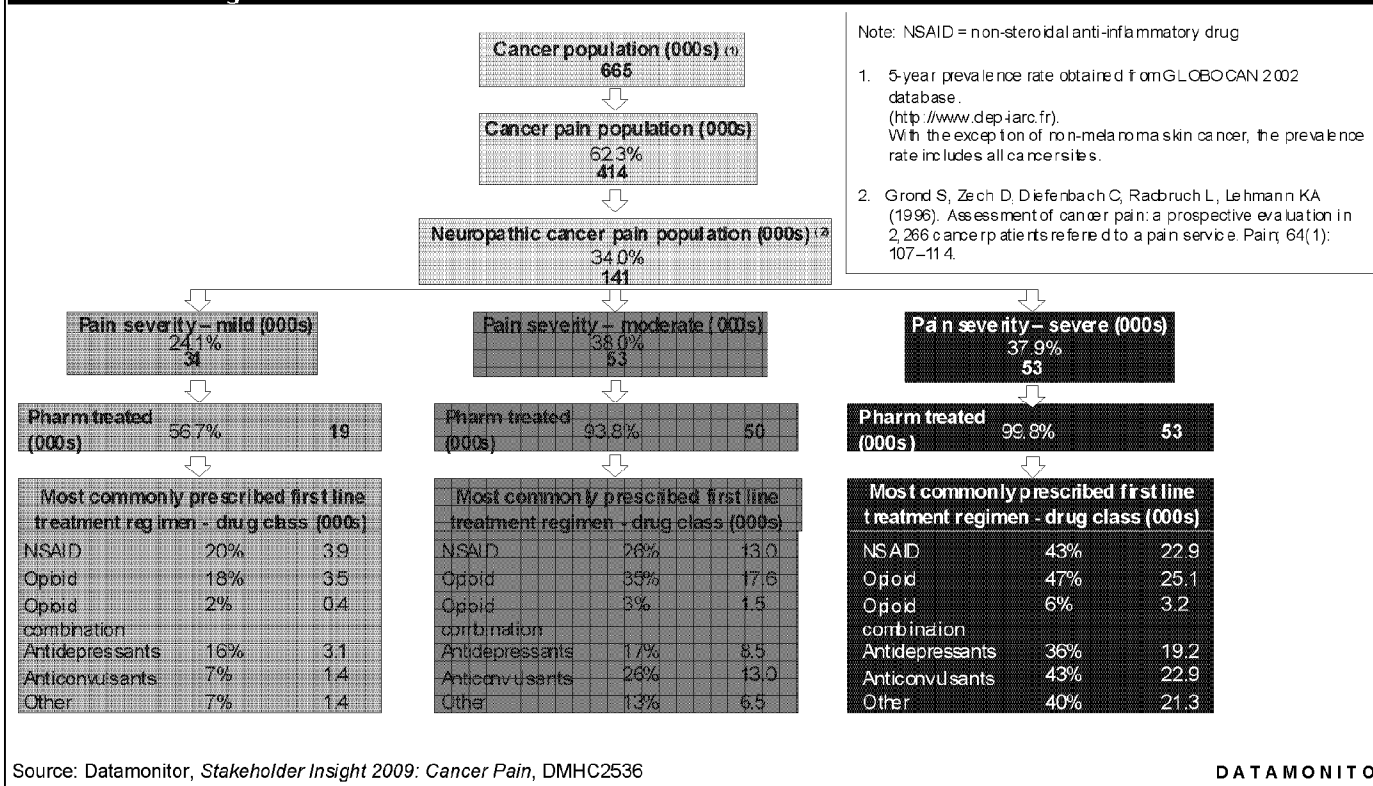 Cancer population (000s) (1)
665
Cancer pain population (000s)
62.3%
414
Neuropathic cancer pain population (000s) (2)
34.0%
141
Note: NSAID = non-steroidal anti-inflammatory drug
1. 5-year prevalence rate obtained from GLOBOCAN 2002
database.
(http://www.dep-iarc.fr).
With the exception of non-melanoma skin cancer, the prevalence
rate includes all cancer sites.
2. Grond S, Zech D, Diefenbach C, Radbruch L, Lehmann KA
(1996). Assessment of cancer pain: a prospective evaluation in
2,266 cancer patients referred to a pain service. Pain; 64(1):
107–114.
Pain severity – mild (000s)
24.1%
Pain severity – moderate (000s)
38.0%
53
Pain severity – severe (000s)
37.9%
53
Pharm treated
(000s) 56.7% 19
Pharm treated
(000s) 93.8% 50
Pharm treated
(000s) 99.8% 53
Most commonly prescribed first line
treatment regimen - drug class (000s)
NSAID 20% 3.9
Opioid 18% 3.5
Opioid 2% 0.4
combination
Antidepressants 16% 3.1
Anticonvulsants 7% 1.4
Other 7% 1.4
Most commonly prescribed first line
treatment regimen - drug class (000s)
NSAID 26% 13.0
Opioid 35% 17.6
Opioid 3% 1.5
combination
Antidepressants 17% 8.5
Anticonvulsants 26% 13.0
Other 13% 6.5
Most commonly prescribed first line
treatment regimen - drug class (000s)
NSAID 43% 22.9
Opioid 47% 25.1
Opioid 6% 3.2
combination
Antidepressants 36% 19.2
Anticonvulsants 43% 22.9
Other 40% 21.3
Source: Datamonitor, Stakeholder Insight 2009: Cancer Pain, DMHC2536
DATAMONITO